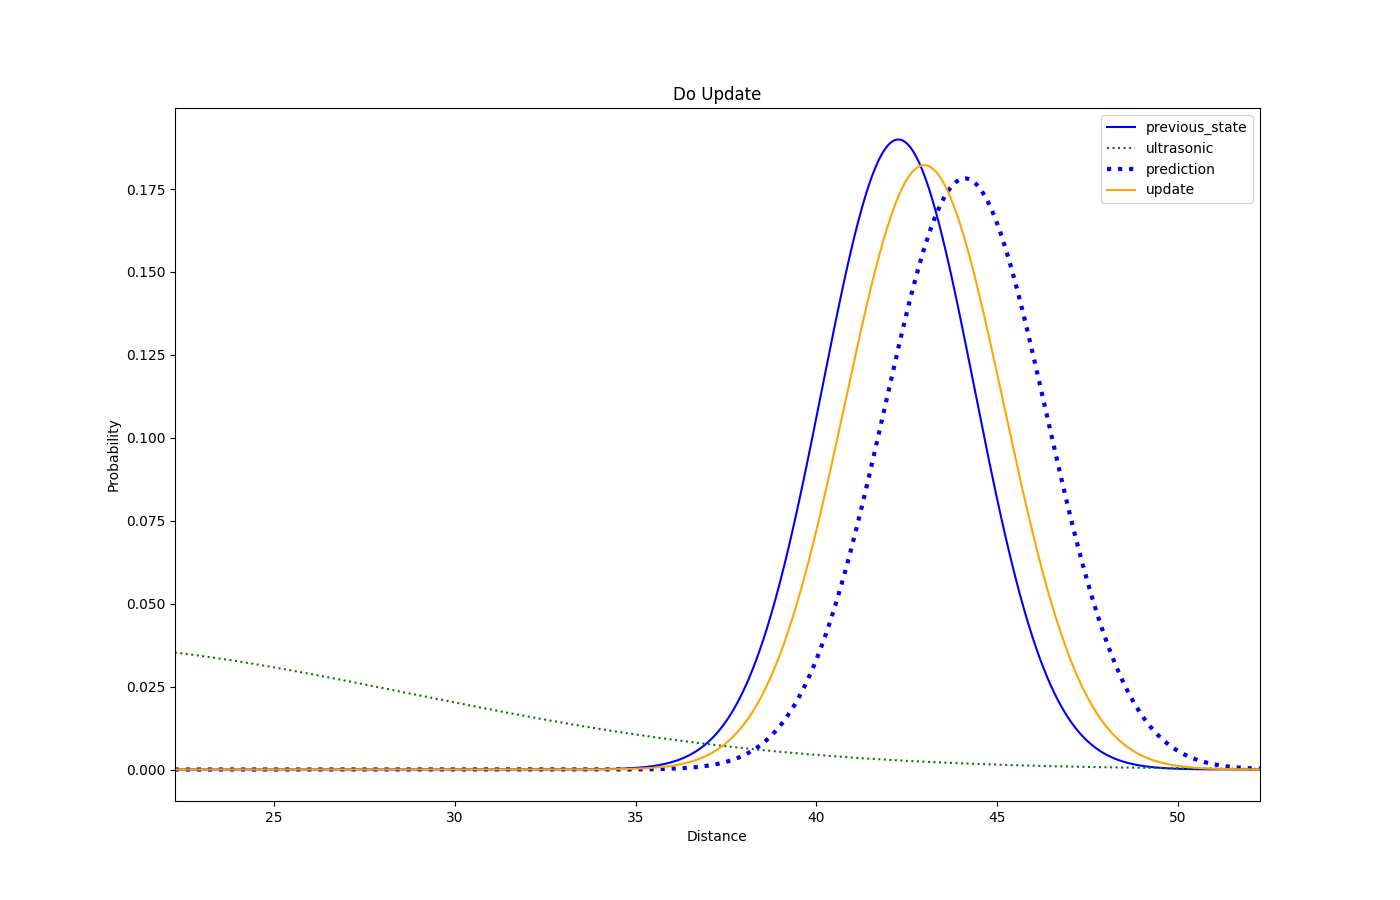 Do Update
previous_state
ultrasonic
prediction
update
Probability
0.175
0.150
0.125
0.100
0.075
0.050
0.025
0.000
25 30 35 40 45 50
Distance